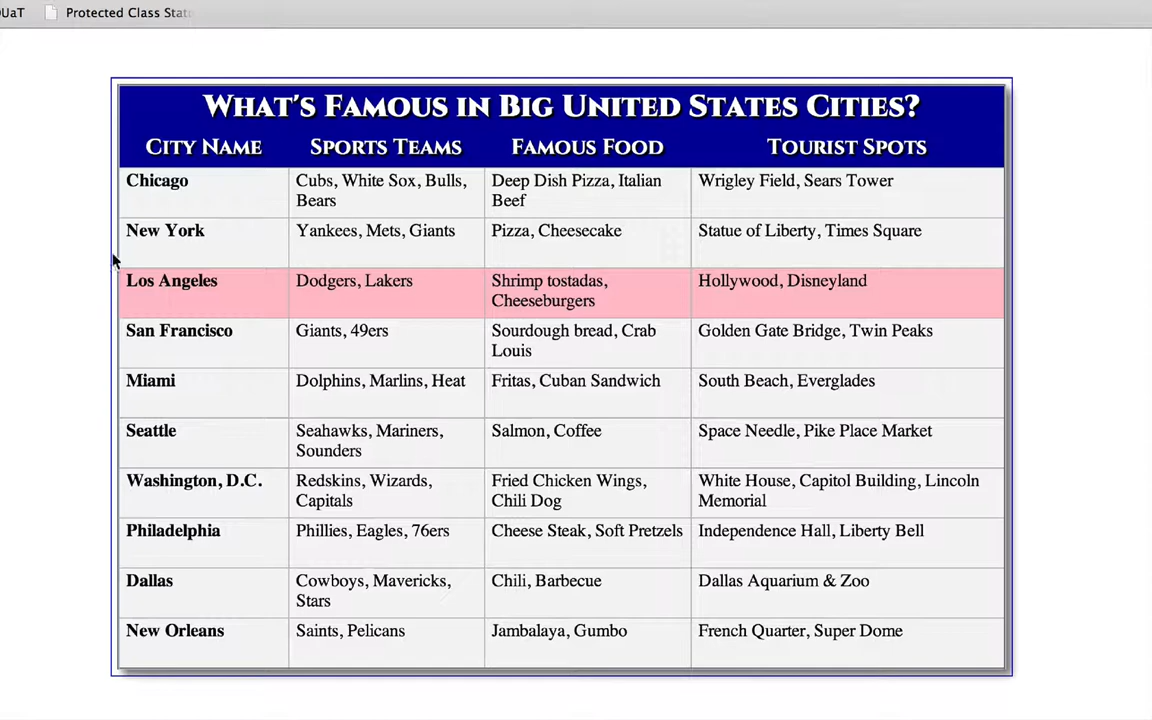 UaT Protected Class Stat
What's Famous in Big United States Cities?
City Name Sports Teams Famous Food Tourist Spots
Chicago Cubs, White Sox, Bulls, Bears Deep Dish Pizza, Italian Beef Wrigley Field, Sears Tower
New York Yankees, Mets, Giants Pizza, Cheesecake Statue of Liberty, Times Square
Los Angeles Dodgers, Lakers Shrimp tostadas, Cheeseburgers Hollywood, Disneyland
San Francisco Giants, 49ers Sourdough bread, Crab Louis Golden Gate Bridge, Twin Peaks
Miami Dolphins, Marlins, Heat Fritas, Cuban Sandwich South Beach, Everglades
Seattle Seahawks, Mariners, Sounders Salmon, Coffee Space Needle, Pike Place Market
Washington, D.C. Redskins, Wizards, Capitals Fried Chicken Wings, Chili Dog White House, Capitol Building, Lincoln Memorial
Philadelphia Phillies, Eagles, 76ers Cheese Steak, Soft Pretzels Independence Hall, Liberty Bell
Dallas Cowboys, Mavericks, Stars Chili, Barbecue Dallas Aquarium & Zoo
New Orleans Saints, Pelicans Jambalaya, Gumbo French Quarter, Super Dome